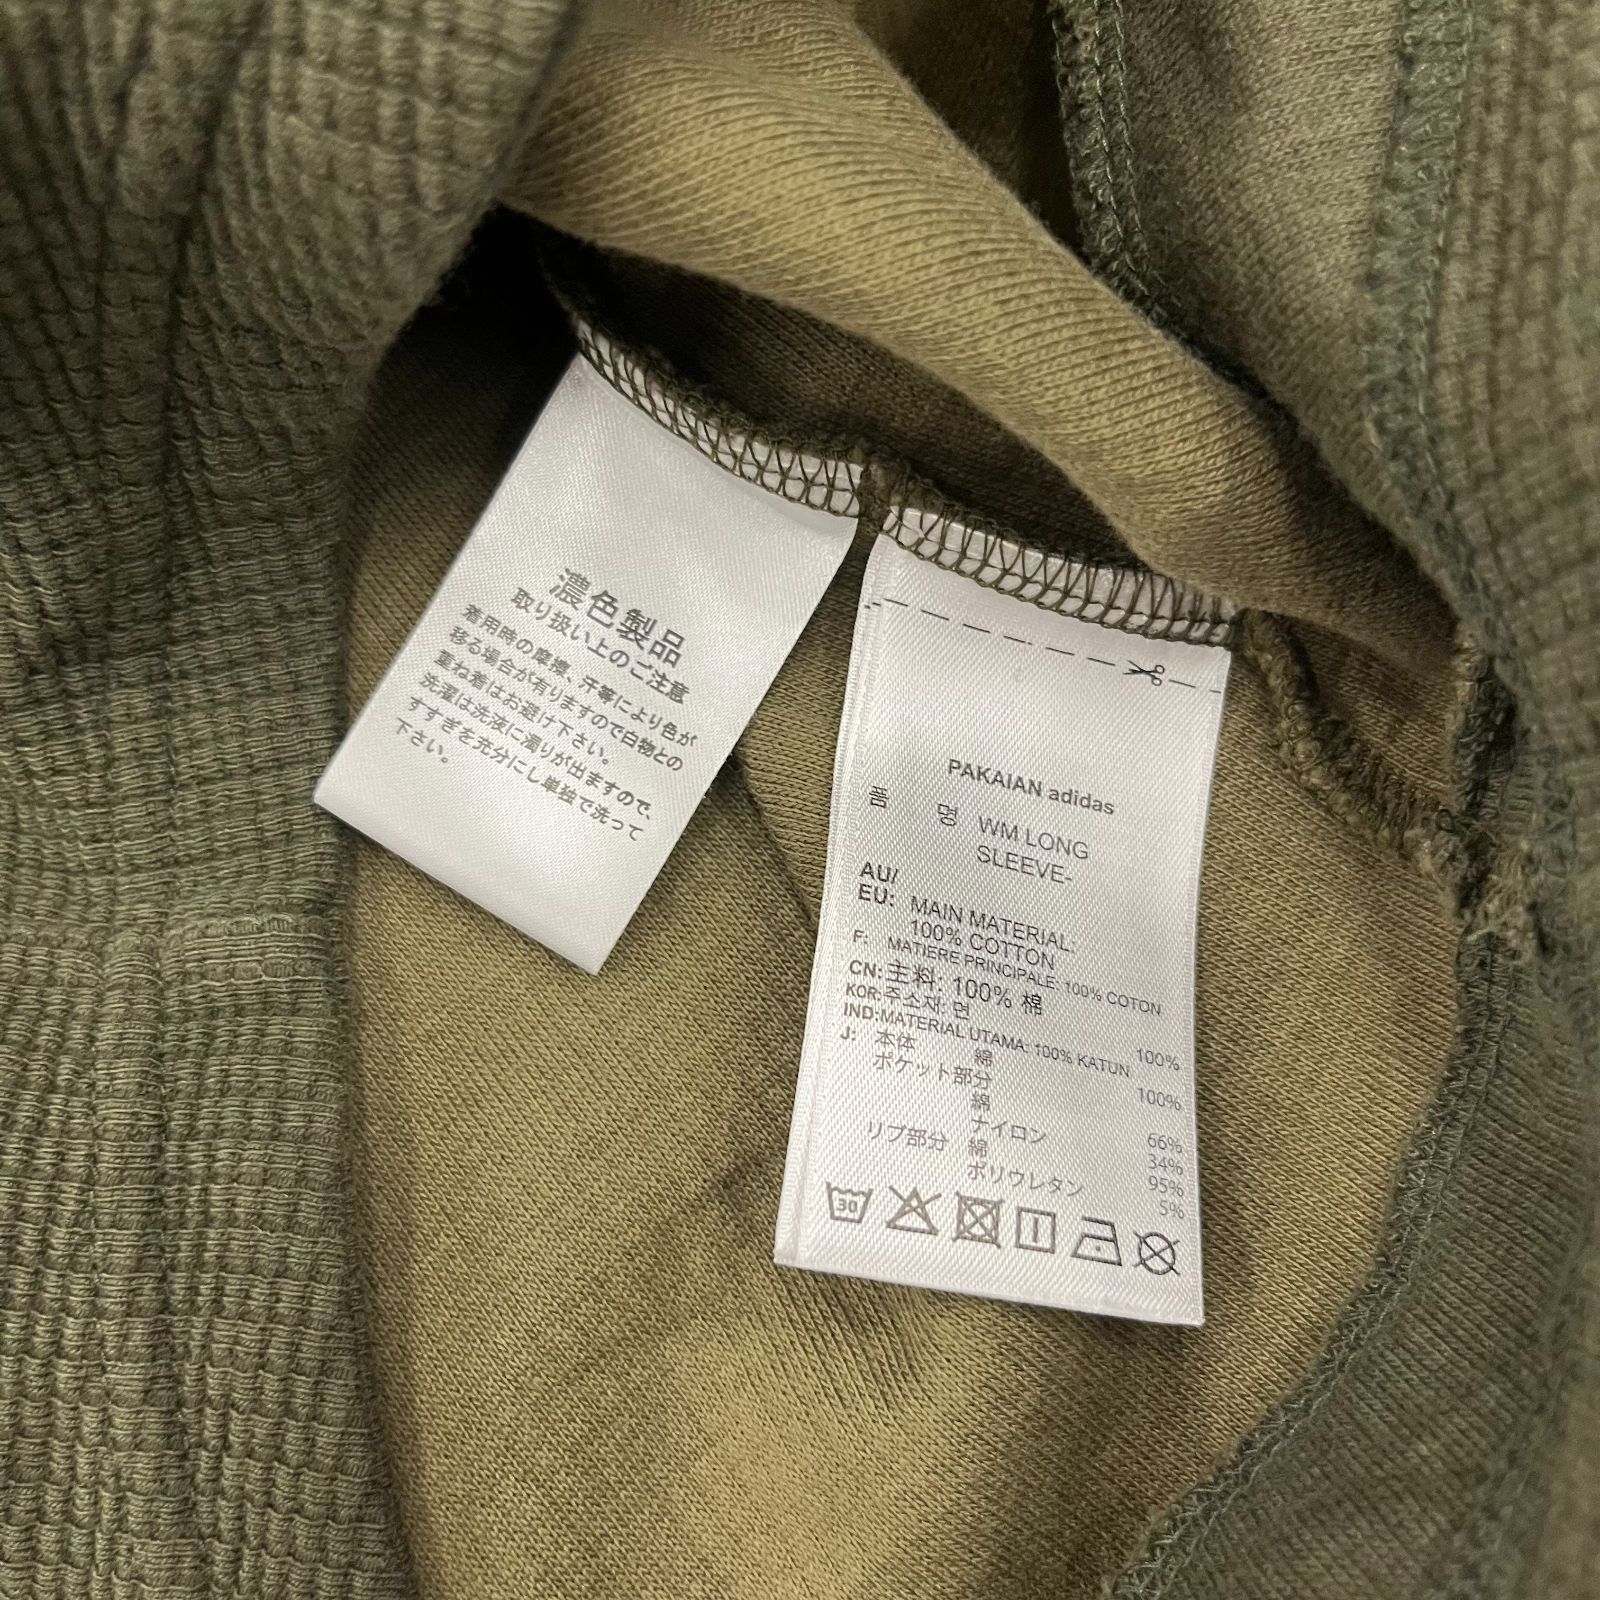 濃色製品
取り扱い上のご注意
着用時の摩擦、汗等により色が
移る場合が有りますので白物との
重ね着はお避け下さい。
洗濯は洗液に濁りが出ますので、
すすぎを充分にし単独で洗って
下さい。
PAKAIAN adidas
품 명 WM LONG
SLEEVE-
AU/
EU: MAIN MATERIAL:
100% COTTON
F: MATIERE PRINCIPALE: 100% COTON
CN: 主料: 100% 棉
KOR: 주소재: 면 100%
IND: MATERIAL UTAMA: 100% KATUN
J: 本体 綿 100%
ポケット部分
綿 66%
ナイロン 34%
リブ部分 綿 95%
ポリウレタン 5%
30